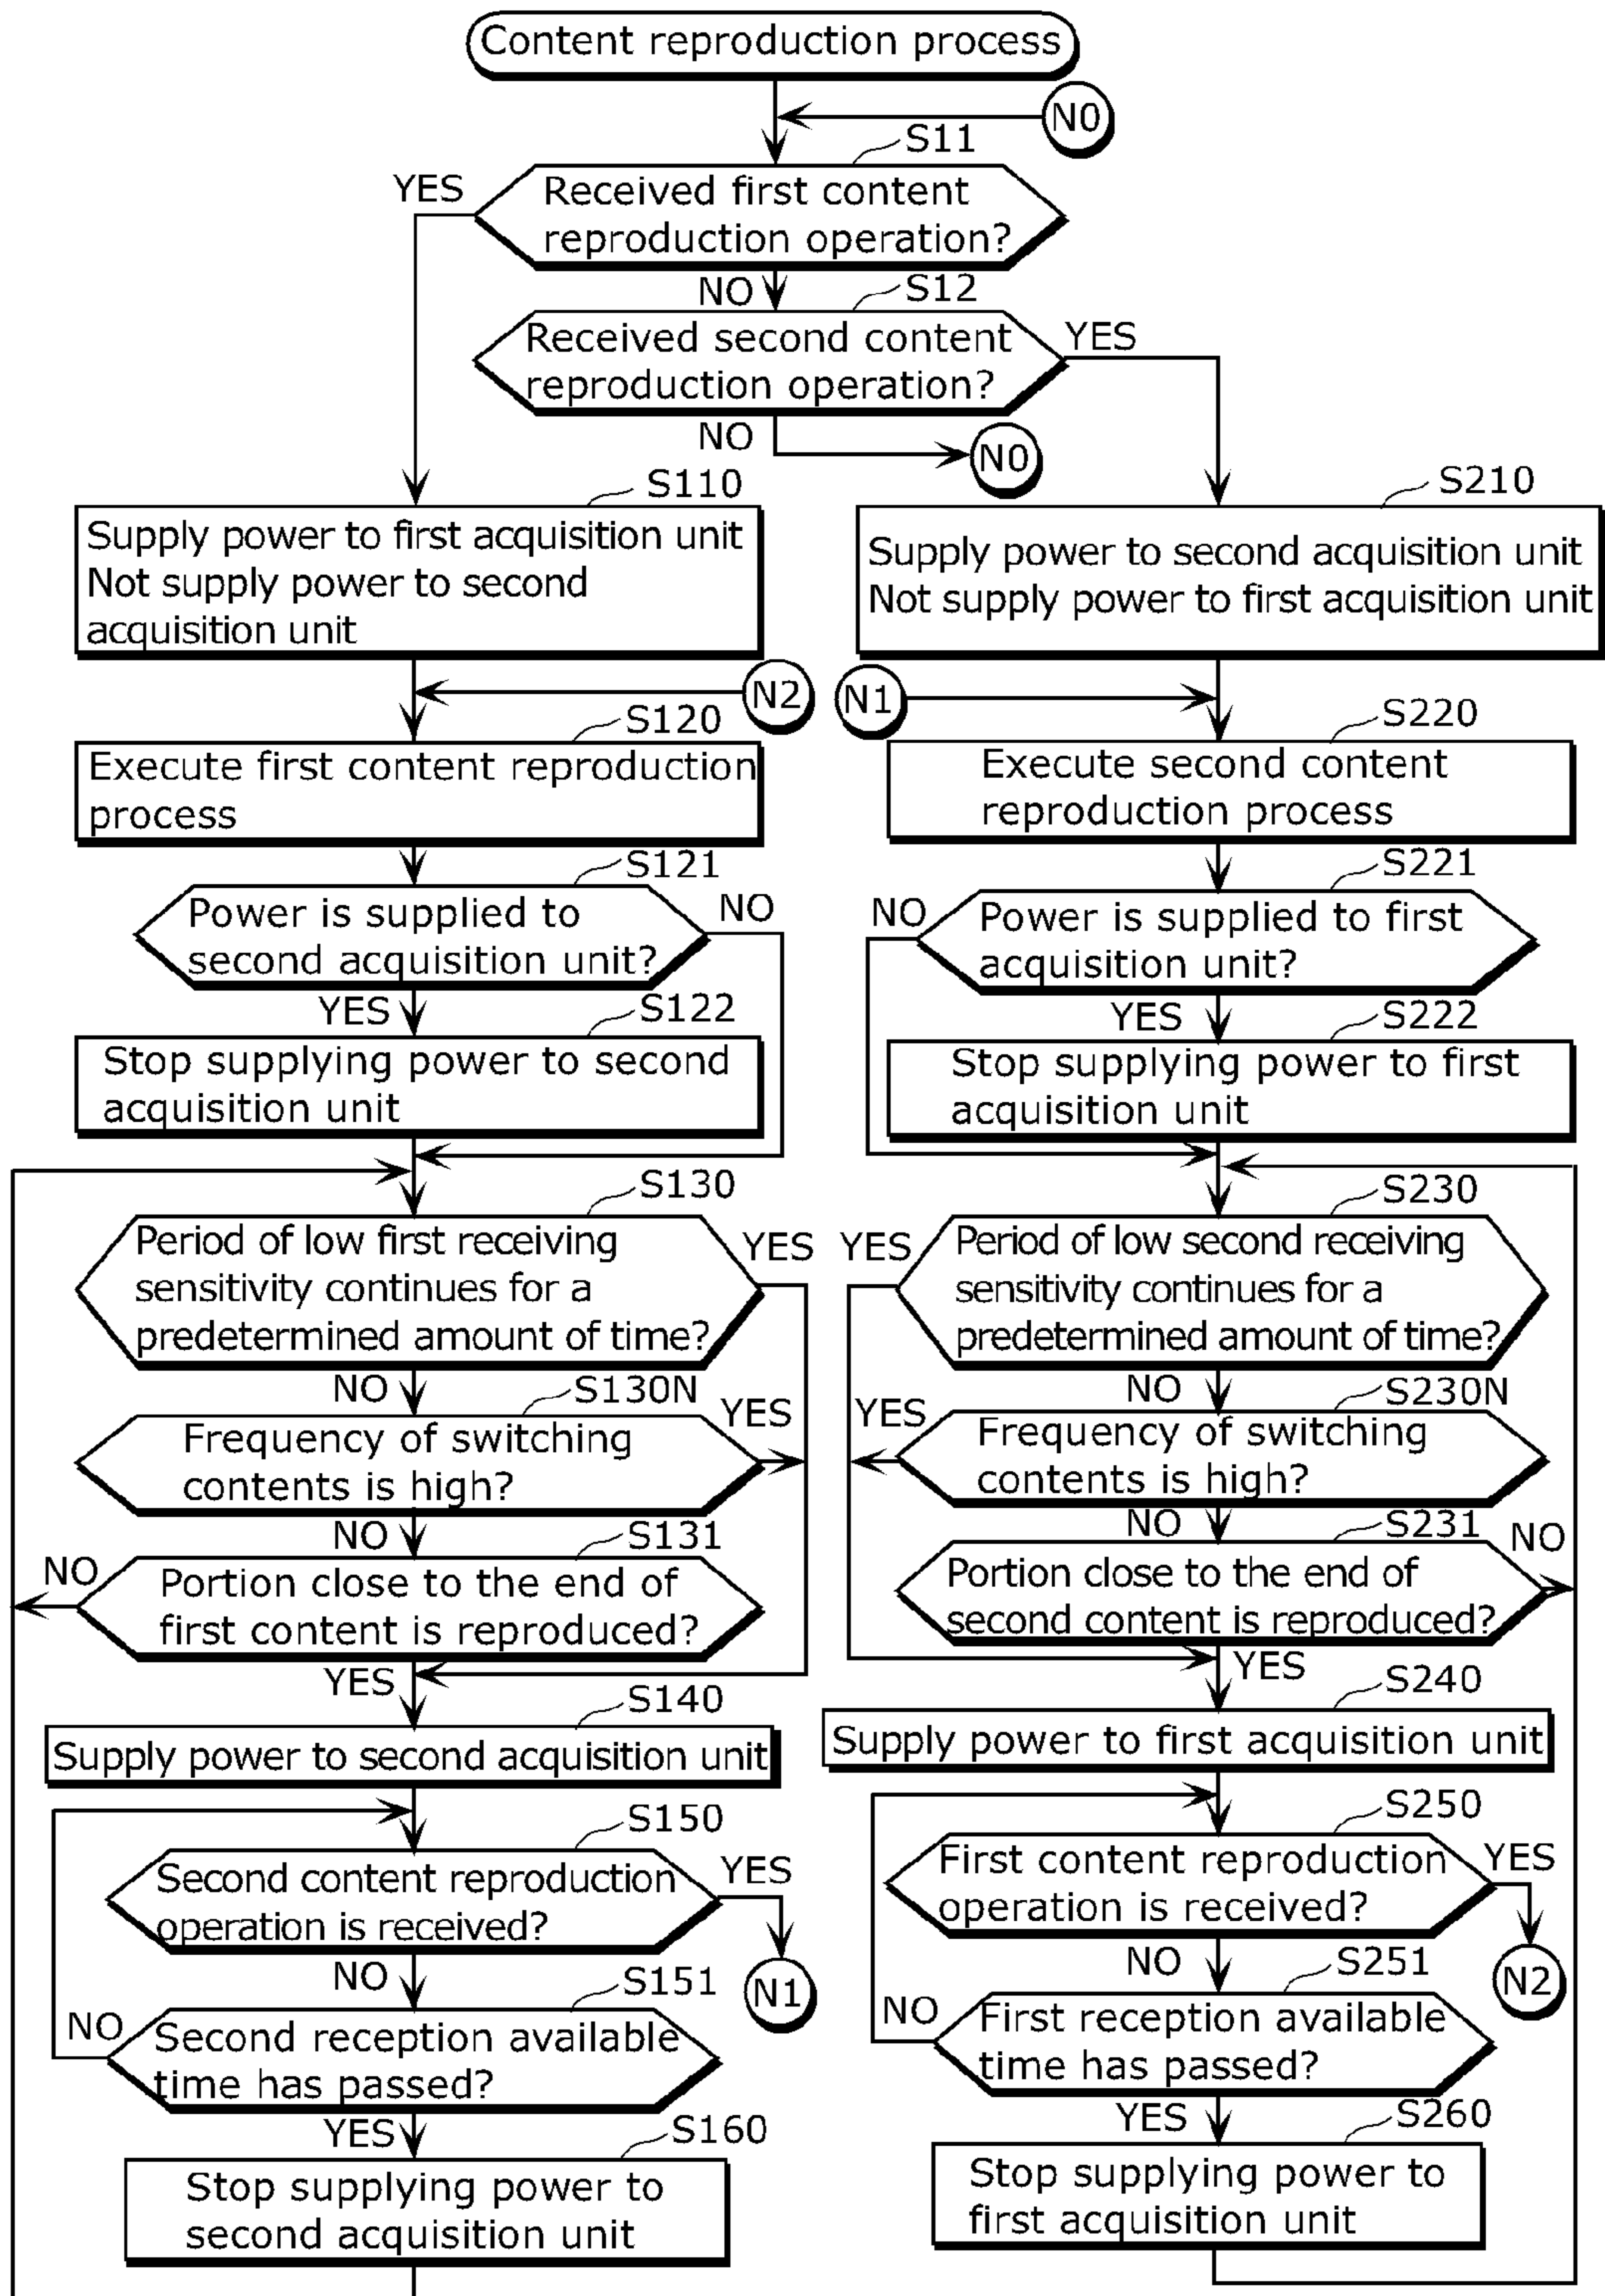 Content reproduction process
N0
S11
YES
Received first content
reproduction operation?
NO
S12
Received second content
reproduction operation?
YES
NO
N0
S110
Supply power to first acquisition unit
Not supply power to second
acquisition unit
N2
S120
Execute first content reproduction
process
S121
Power is supplied to
second acquisition unit?
NO
YES
S122
Stop supplying power to second
acquisition unit
S130
Period of low first receiving
sensitivity continues for a
predetermined amount of time?
YES
NO
S130N
Frequency of switching
contents is high?
YES
NO
S131
NO
Portion close to the end of
first content is reproduced?
YES
S140
Supply power to second acquisition unit
S150
Second content reproduction
operation is received?
YES
N1
NO
S151
NO
Second reception available
time has passed?
YES
S160
Stop supplying power to
second acquisition unit
S210
Supply power to second acquisition unit
Not supply power to first acquisition unit
N1
S220
Execute second content
reproduction process
S221
NO
Power is supplied to first
acquisition unit?
YES
S222
Stop supplying power to first
acquisition unit
S230
YES
Period of low second receiving
sensitivity continues for a
predetermined amount of time?
NO
S230N
YES
Frequency of switching
contents is high?
NO
S231
NO
Portion close to the end of
second content is reproduced?
YES
S240
Supply power to first acquisition unit
S250
First content reproduction
operation is received?
YES
N2
NO
S251
NO
First reception available
time has passed?
YES
S260
Stop supplying power to
first acquisition unit